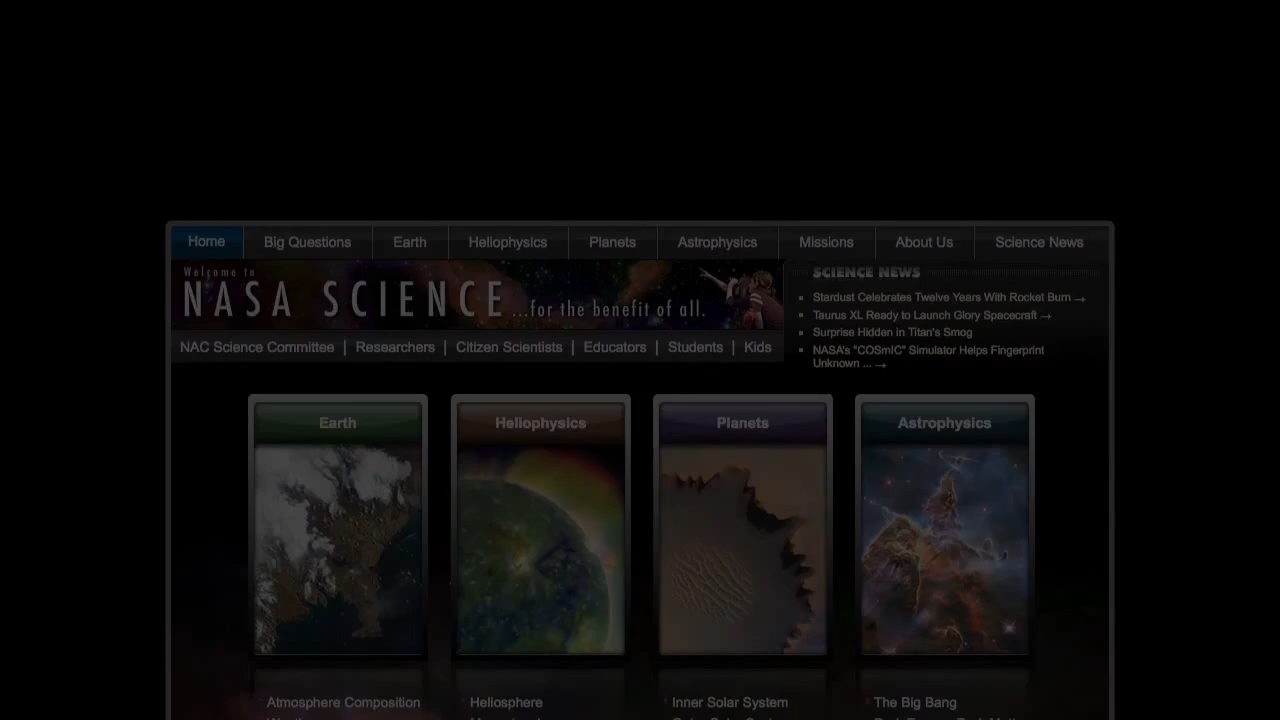 Home Big Questions Earth Heliophysics Planets Astrophysics Missions About Us Science News
Welcome to
NASA SCIENCE ...for the benefit of all.
NAC Science Committee | Researchers | Citizen Scientists | Educators | Students | Kids
SCIENCE NEWS
Stardust Celebrates Twelve Years With Rocket Burn →
Taurus XL Ready to Launch Glory Spacecraft →
Surprise Hidden in Titan's Smog
NASA's "COSmIC" Simulator Helps Fingerprint
Unknown ... →
Earth Heliophysics Planets Astrophysics
Atmosphere Composition Heliosphere Inner Solar System The Big Bang